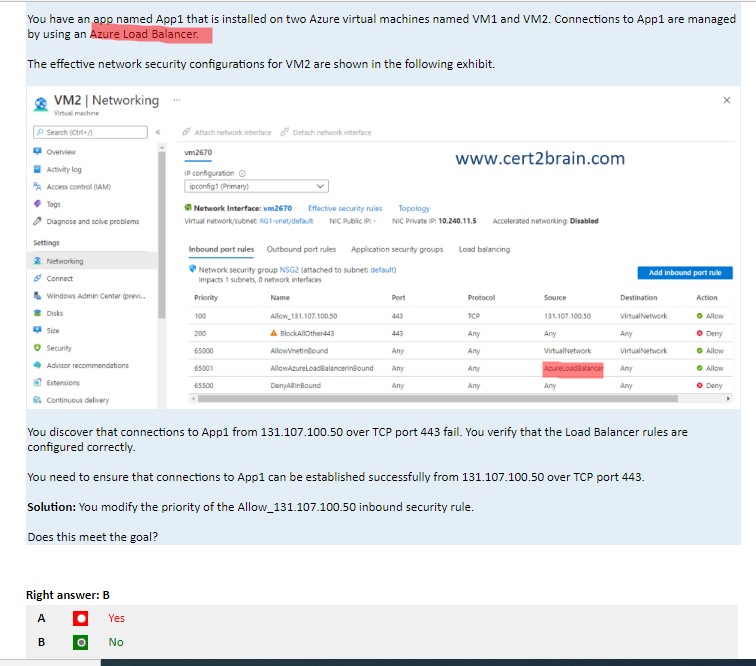 You have an app named App1 that is installed on two Azure virtual machines named VM1 and VM2. Connections to App1 are managed
by using an Azure Load Balancer.
The effective network security configurations for VM2 are shown in the following exhibit.
VM2 | Networking ...
Virtual machine
Search (Ctrl+/)
«
Attach network interface
Detach network interface
Overview
Activity log
Access control (IAM)
Tags
Diagnose and solve problems
Settings
Networking
Connect
Windows Admin Center (previ...
Disks
Size
Security
Advisor recommendations
Extensions
Continuous delivery
vm2670
www.cert2brain.com
IP configuration
ipconfig1 (Primary)
Network Interface: vm2670 Effective security rules Topology
Virtual network/subnet: RG1-vnet/default NIC Public IP: - NIC Private IP: 10.240.11.5 Accelerated networking: Disabled
Inbound port rules Outbound port rules Application security groups Load balancing
Network security group NSG2 (attached to subnet: default)
Impacts 1 subnets, 0 network interfaces
Add inbound port rule
Priority Name Port Protocol Source Destination Action
100 Allow_131.107.100.50 443 TCP 131.107.100.50 VirtualNetwork Allow
200 BlockAllOther443 443 Any Any Any Deny
65000 AllowVnetInBound Any Any VirtualNetwork VirtualNetwork Allow
65001 AllowAzureLoadBalancerInBound Any Any AzureLoadBalancer Any Allow
65500 DenyAllInBound Any Any Any Any Deny
You discover that connections to App1 from 131.107.100.50 over TCP port 443 fail. You verify that the Load Balancer rules are
configured correctly.
You need to ensure that connections to App1 can be established successfully from 131.107.100.50 over TCP port 443.
Solution: You modify the priority of the Allow_131.107.100.50 inbound security rule.
Does this meet the goal?
Right answer: B
A Yes
B No